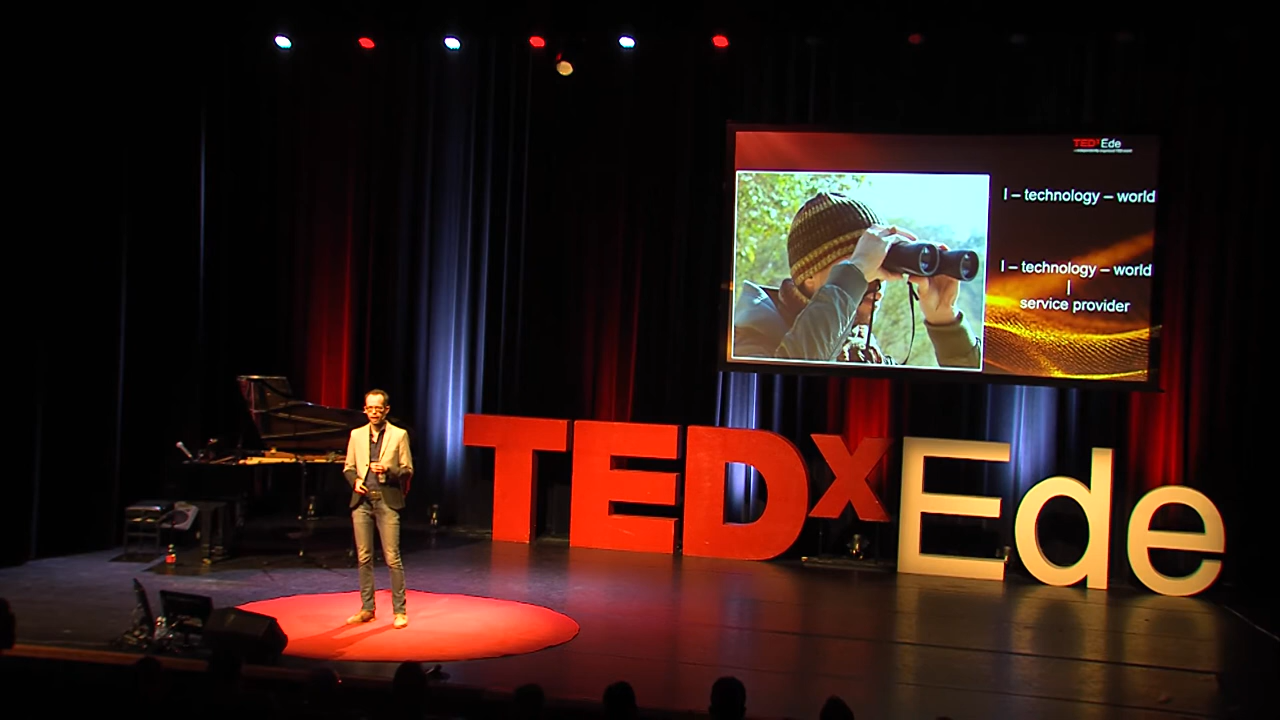 TEDxEde
I – technology – world
I – technology – world
|
service provider
TEDxEde